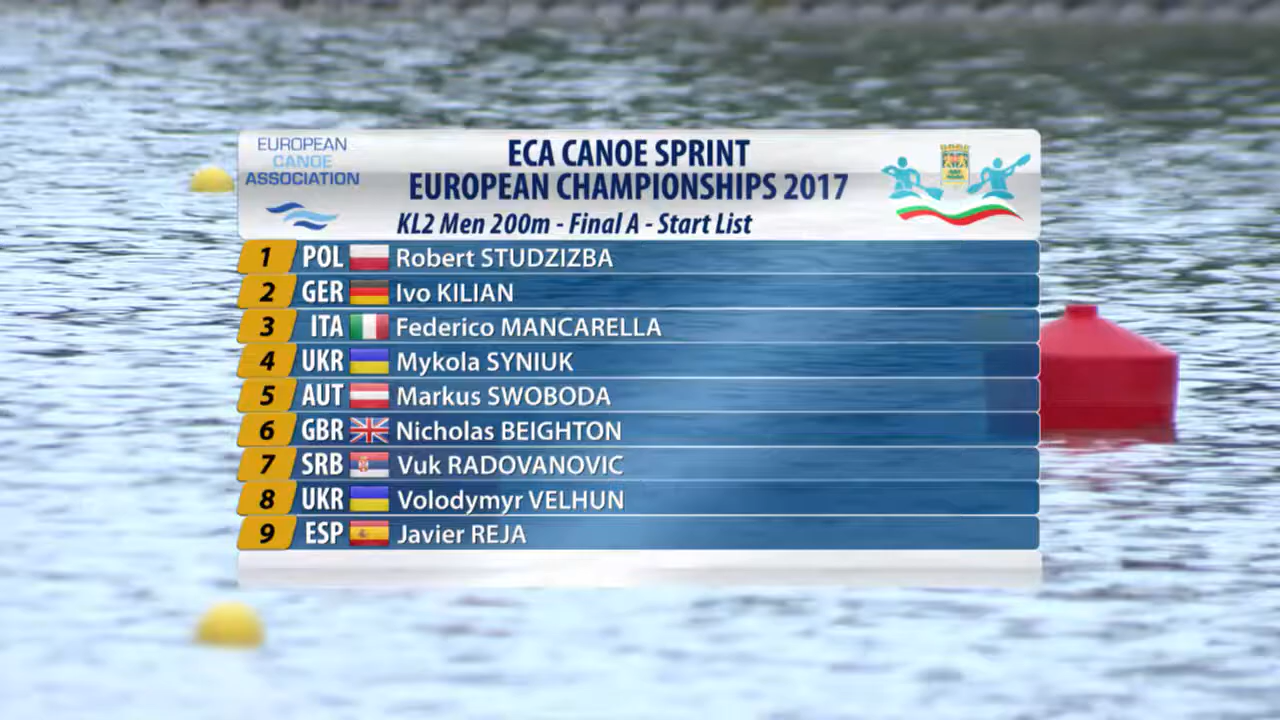 EUROPEAN
CANOE
ASSOCIATION
ECA CANOE SPRINT
EUROPEAN CHAMPIONSHIPS 2017
KL2 Men 200m - Final A - Start List
1 POL Robert STUDZIZBA
2 GER Ivo KILIAN
3 ITA Federico MANCARELLA
4 UKR Mykola SYNIUK
5 AUT Markus SWOBODA
6 GBR Nicholas BEIGHTON
7 SRB Vuk RADOVANOVIC
8 UKR Volodymyr VELHUN
9 ESP Javier REJA